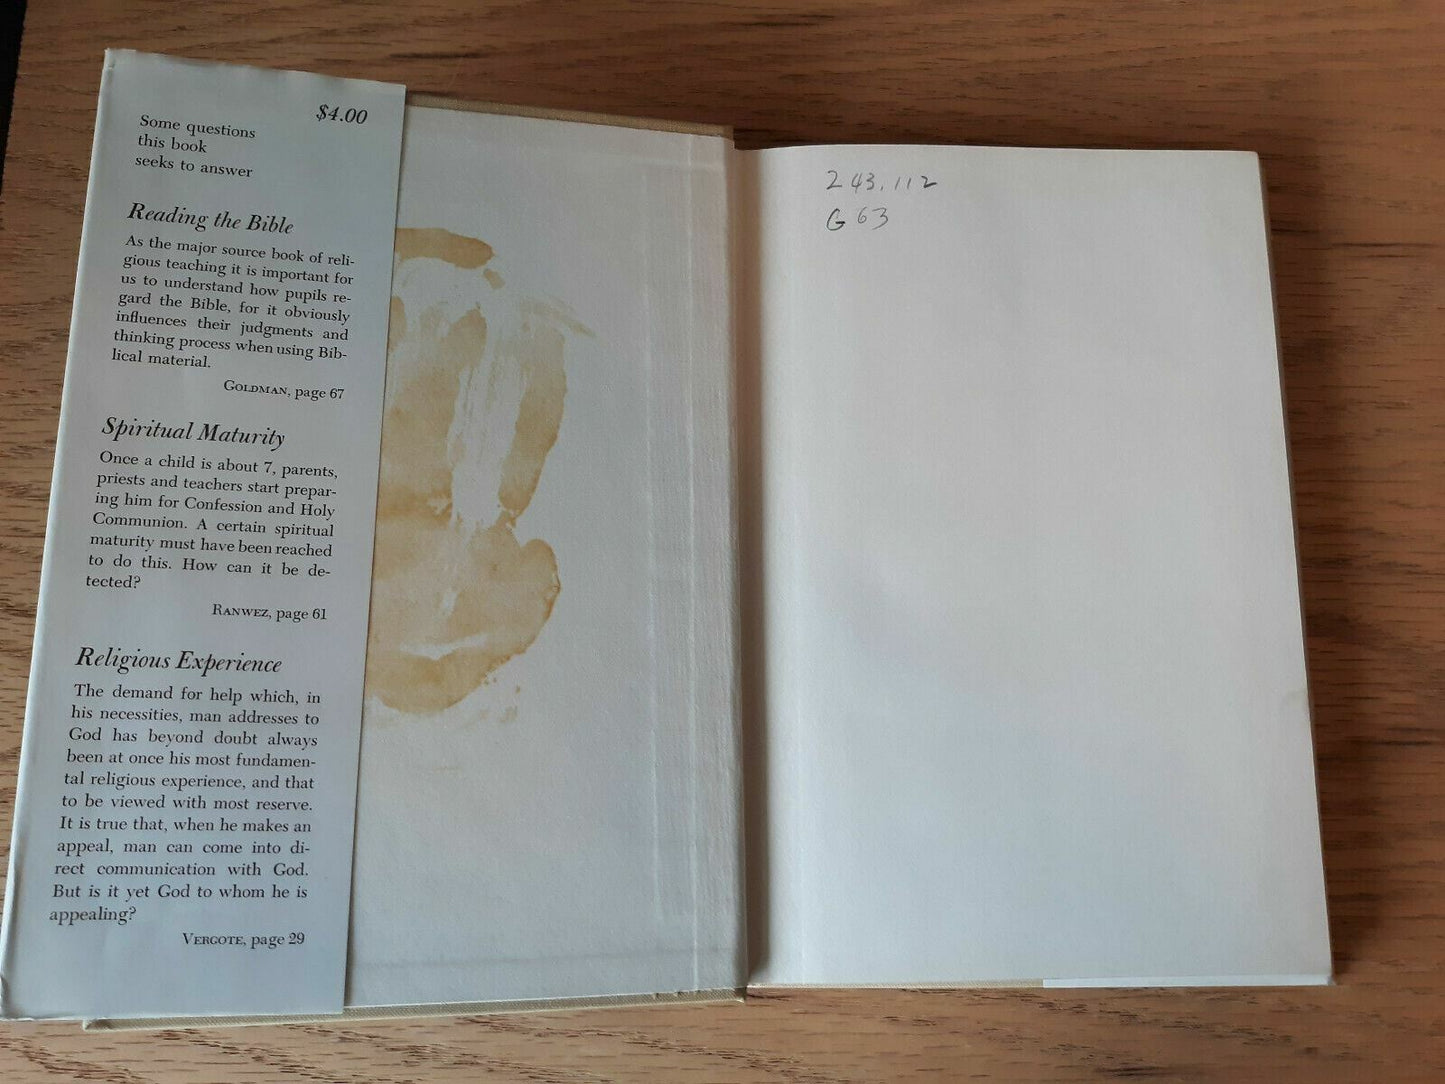 $4.00
Some questions
this book
seeks to answer
Reading the Bible
As the major source book of reli-
gious teaching it is important for
us to understand how pupils re-
gard the Bible, for it obviously
influences their judgments and
thinking process when using Bib-
lical material.
GOLDMAN, page 67
Spiritual Maturity
Once a child is about 7, parents,
priests and teachers start prepar-
ing him for Confession and Holy
Communion. A certain spiritual
maturity must have been reached
to do this. How can it be de-
tected?
RANWEZ, page 61
Religious Experience
The demand for help which, in
his necessities, man addresses to
God has beyond doubt always
been at once his most fundamen-
tal religious experience, and that
to be viewed with most reserve.
It is true that, when he makes an
appeal, man can come into di-
rect communication with God.
But is it yet God to whom he is
appealing?
VERGOTE, page 29
243.112
G63